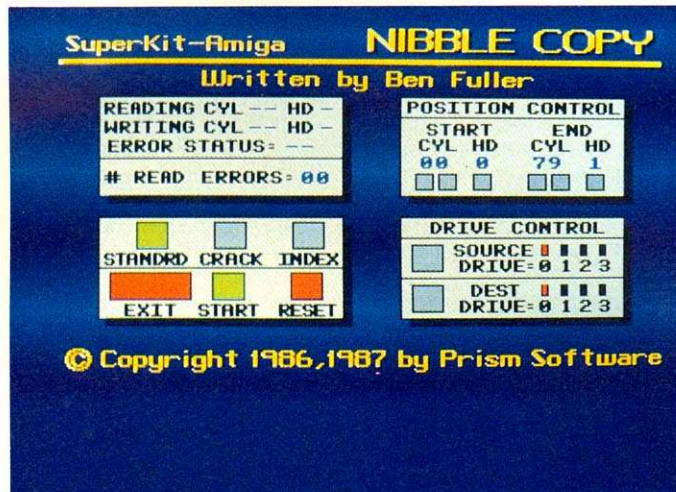 SuperKit-Amiga NIBBLE COPY
Written by Ben Fuller
READING CYL -- HD -
WRITING CYL -- HD -
ERROR STATUS= --
# READ ERRORS= 00
POSITION CONTROL
START END
CYL HD CYL HD
00 0 79 1
STANDRD CRACK INDEX
EXIT START RESET
DRIVE CONTROL
SOURCE
DRIVE=0 1 2 3
DEST
DRIVE=0 1 2 3
© Copyright 1986,1987 by Prism Software